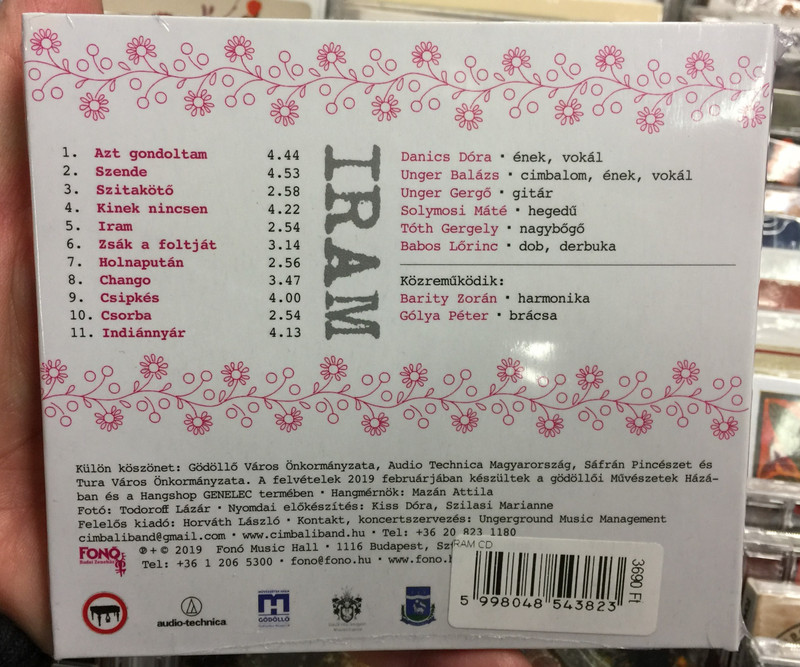 1. Azt gondoltam 4.44
2. Szende 4.53
3. Szitakötő 2.58
4. Kinek nincsen 4.22
5. Iram 2.54
6. Zsák a foltját 3.14
7. Holnapután 2.56
8. Chango 3.47
9. Csipkés 4.00
10. Csorba 2.54
11. Indiánnyár 4.13
IRAM
Danics Dóra · ének, vokál
Unger Balázs · cimbalom, ének, vokál
Unger Gergő · gitár
Solymosi Máté · hegedű
Tóth Gergely · nagybőgő
Babos Lőrinc · dob, derbuka
Közreműködik:
Barity Zorán · harmonika
Gólya Péter · brácsa
Külön köszönet: Gödöllő Város Önkormányzata, Audio Technica Magyarország, Sáfrán Pincészet és
Tura Város Önkormányzata. A felvételek 2019 februárjában készültek a gödöllői Művészetek Házá-
ban és a Hangshop GENELEC termében · Hangmérnök: Mazán Attila
Fotó: Todoroff Lázár · Nyomdai előkészítés: Kiss Dóra, Szilasi Marianne
Felelős kiadó: Horváth László · Kontakt, koncertszervezés: Ungerground Music Management
cimbaliband@gmail.com · www.cimbaliband.hu · Tel: +36 20 823 1180
FONÓ
Budai Zeneház
℗+© 2019 Fonó Music Hall · 1116 Budapest,
Tel: +36 1 206 5300 · fono@fono.hu ·
RAM CD
3690 Ft
5 998048 543823
audio-technica
GÖDÖLLŐ